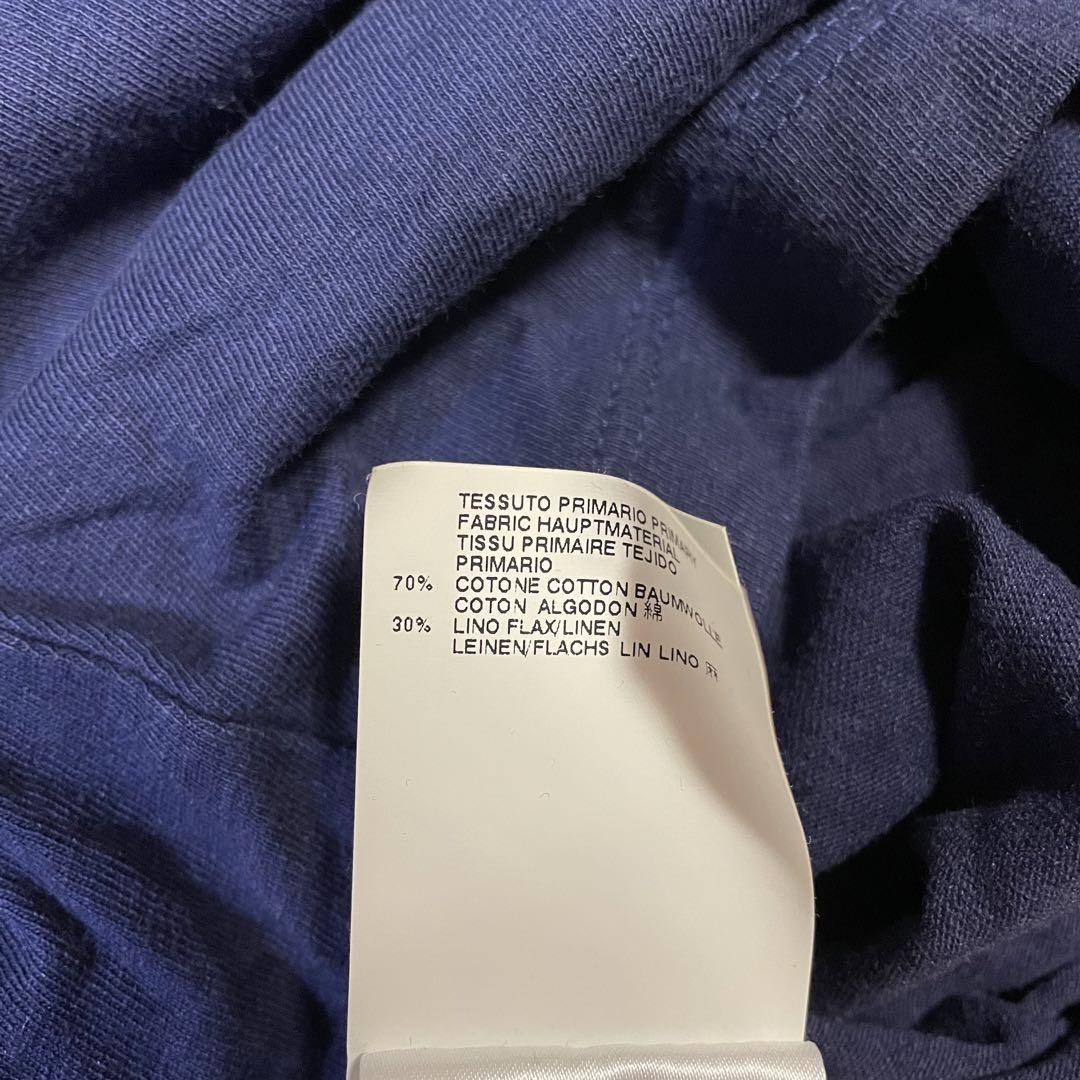 TESSUTO PRIMARIO PRIMARY
FABRIC HAUPTMATERIAL
TISSU PRIMAIRE TEJIDO
PRIMARIO
70% COTONE COTTON BAUMWOLLE
COTON ALGODON 綿
30% LINO FLAX/LINEN
LEINEN/FLACHS LIN LINO 麻